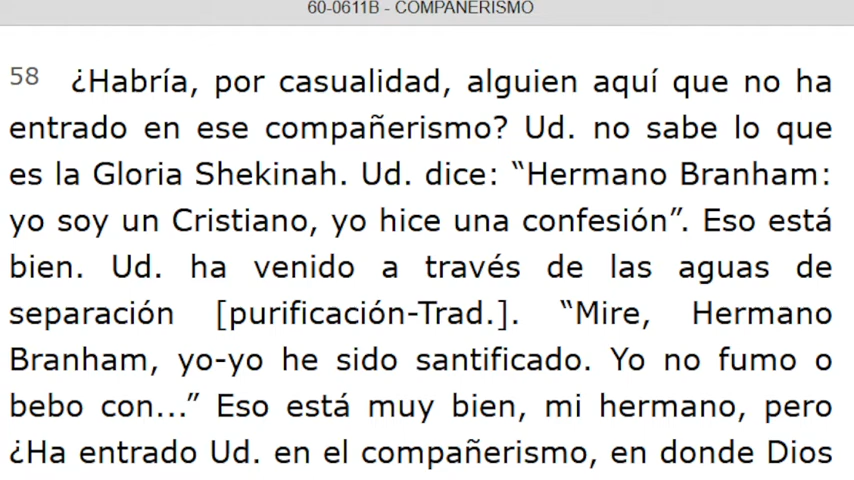 60-0611B - COMPAÑERISMO
58 ¿Habría, por casualidad, alguien aquí que no ha
entrado en ese compañerismo? Ud. no sabe lo que
es la Gloria Shekinah. Ud. dice: “Hermano Branham:
yo soy un Cristiano, yo hice una confesión”. Eso está
bien. Ud. ha venido a través de las aguas de
separación [purificación-Trad.]. “Mire, Hermano
Branham, yo-yo he sido santificado. Yo no fumo o
bebo con...” Eso está muy bien, mi hermano, pero
¿Ha entrado Ud. en el compañerismo, en donde Dios